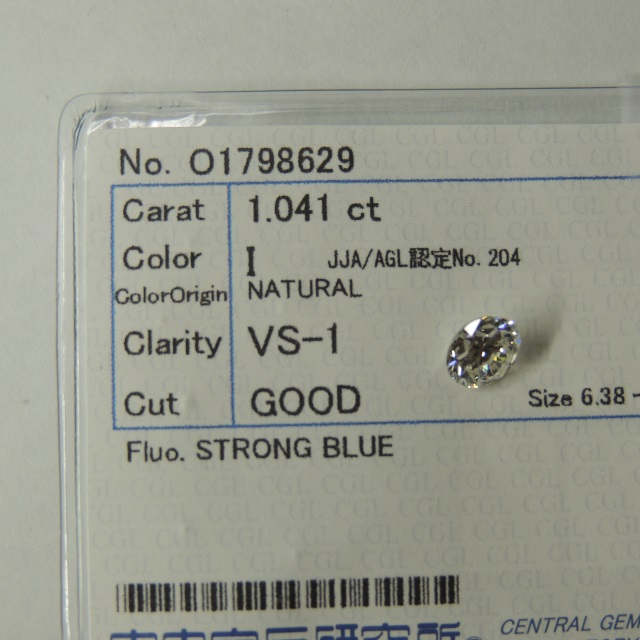 No. O1798629
Carat 1.041 ct
Color I JJA/AGL認定No. 204
ColorOrigin NATURAL
Clarity VS-1
Cut GOOD Size 6.38 -
Fluo. STRONG BLUE
CENTRAL GEM